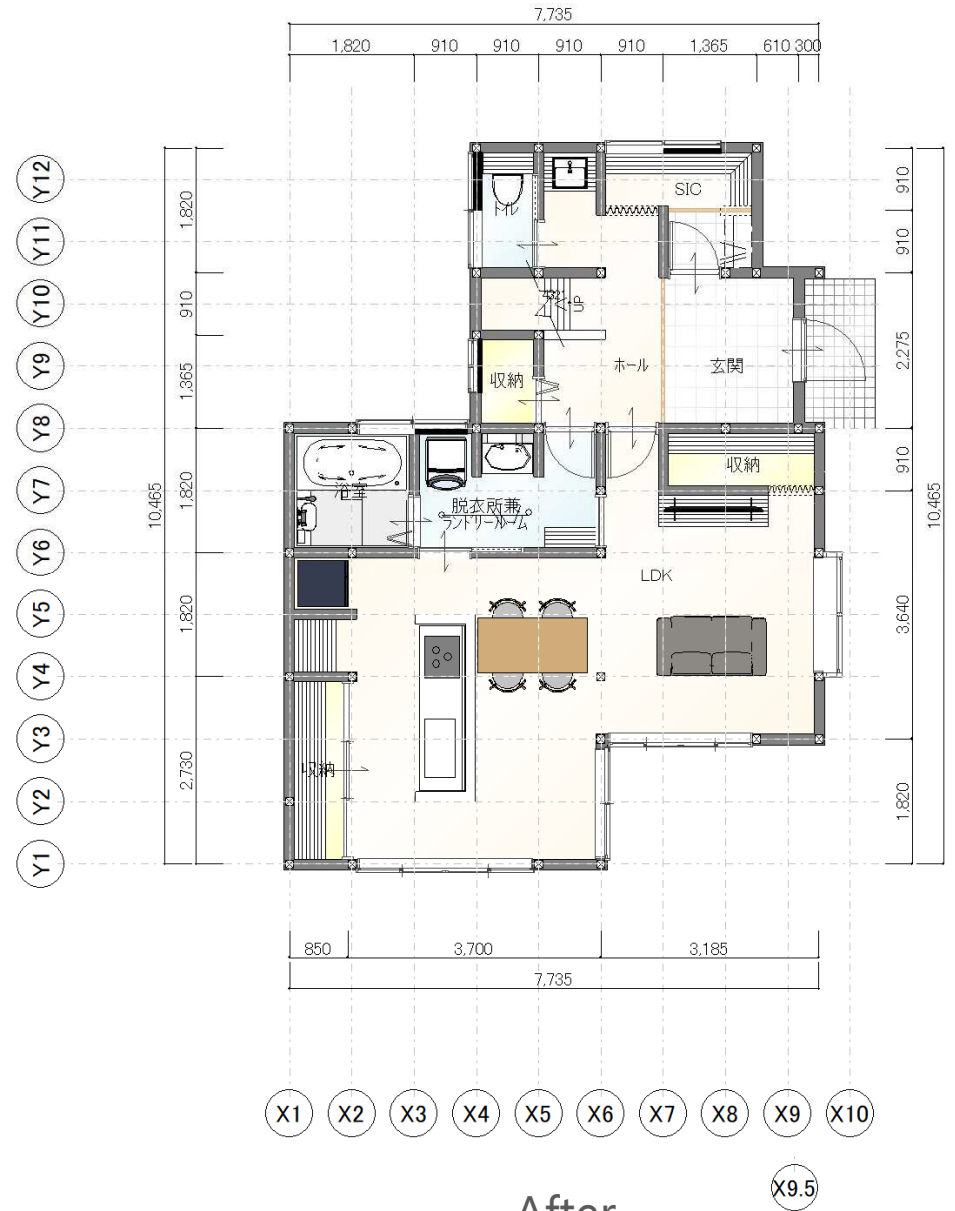 7,735
1,820 910 910 910 910 1,365 610 300
Y12
Y11
Y10
Y9
Y8
Y7
Y6
Y5
Y4
Y3
Y2
Y1
10,465
1,820
910
1,365
1,820
1,820
2,730
910
910
2,275
910
3,640
1,820
10,465
SIC
トイレ
UP
収納
ホール
玄関
収納
浴室
脱衣所兼
ランドリールーム
LDK
収納
850 3,700 3,185
7,735
X1 X2 X3 X4 X5 X6 X7 X8 X9 X10
X9.5
After